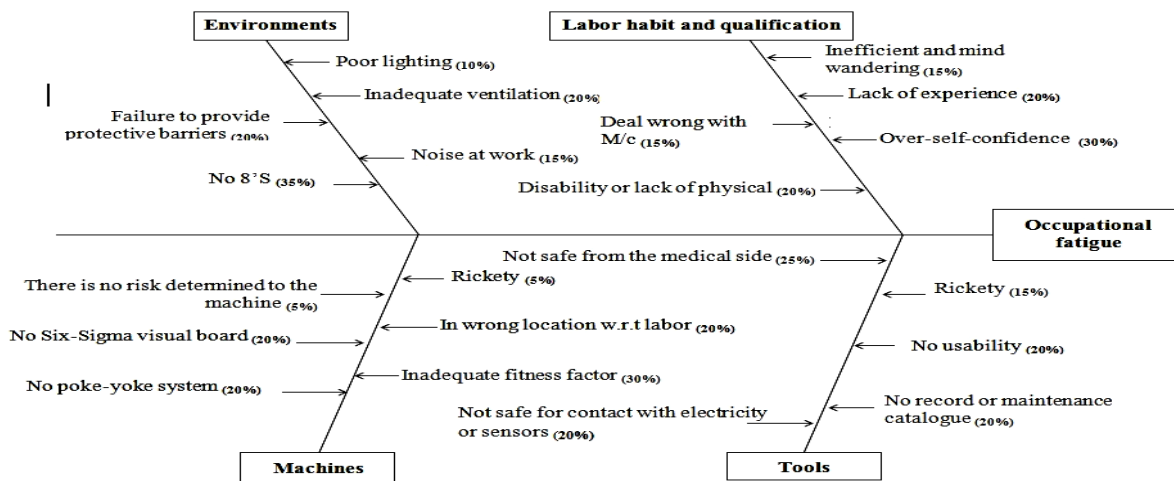 Environments
Labor habit and qualification
Poor lighting (10%)
Inadequate ventilation (20%)
Failure to provide
protective barriers (20%)
Noise at work (15%)
No 8’S (35%)
Inefficient and mind
wandering (15%)
Lack of experience (20%)
Deal wrong with
M/c (15%)
Over-self-confidence (30%)
Disability or lack of physical (20%)
Occupational
fatigue
Rickety (5%)
There is no risk determined to the
machine (5%)
In wrong location w.r.t labor (20%)
No Six-Sigma visual board (20%)
Inadequate fitness factor (30%)
No poke-yoke system (20%)
Not safe from the medical side (25%)
Rickety (15%)
No usability (20%)
No record or maintenance
catalogue (20%)
Not safe for contact with electricity
or sensors (20%)
Machines
Tools